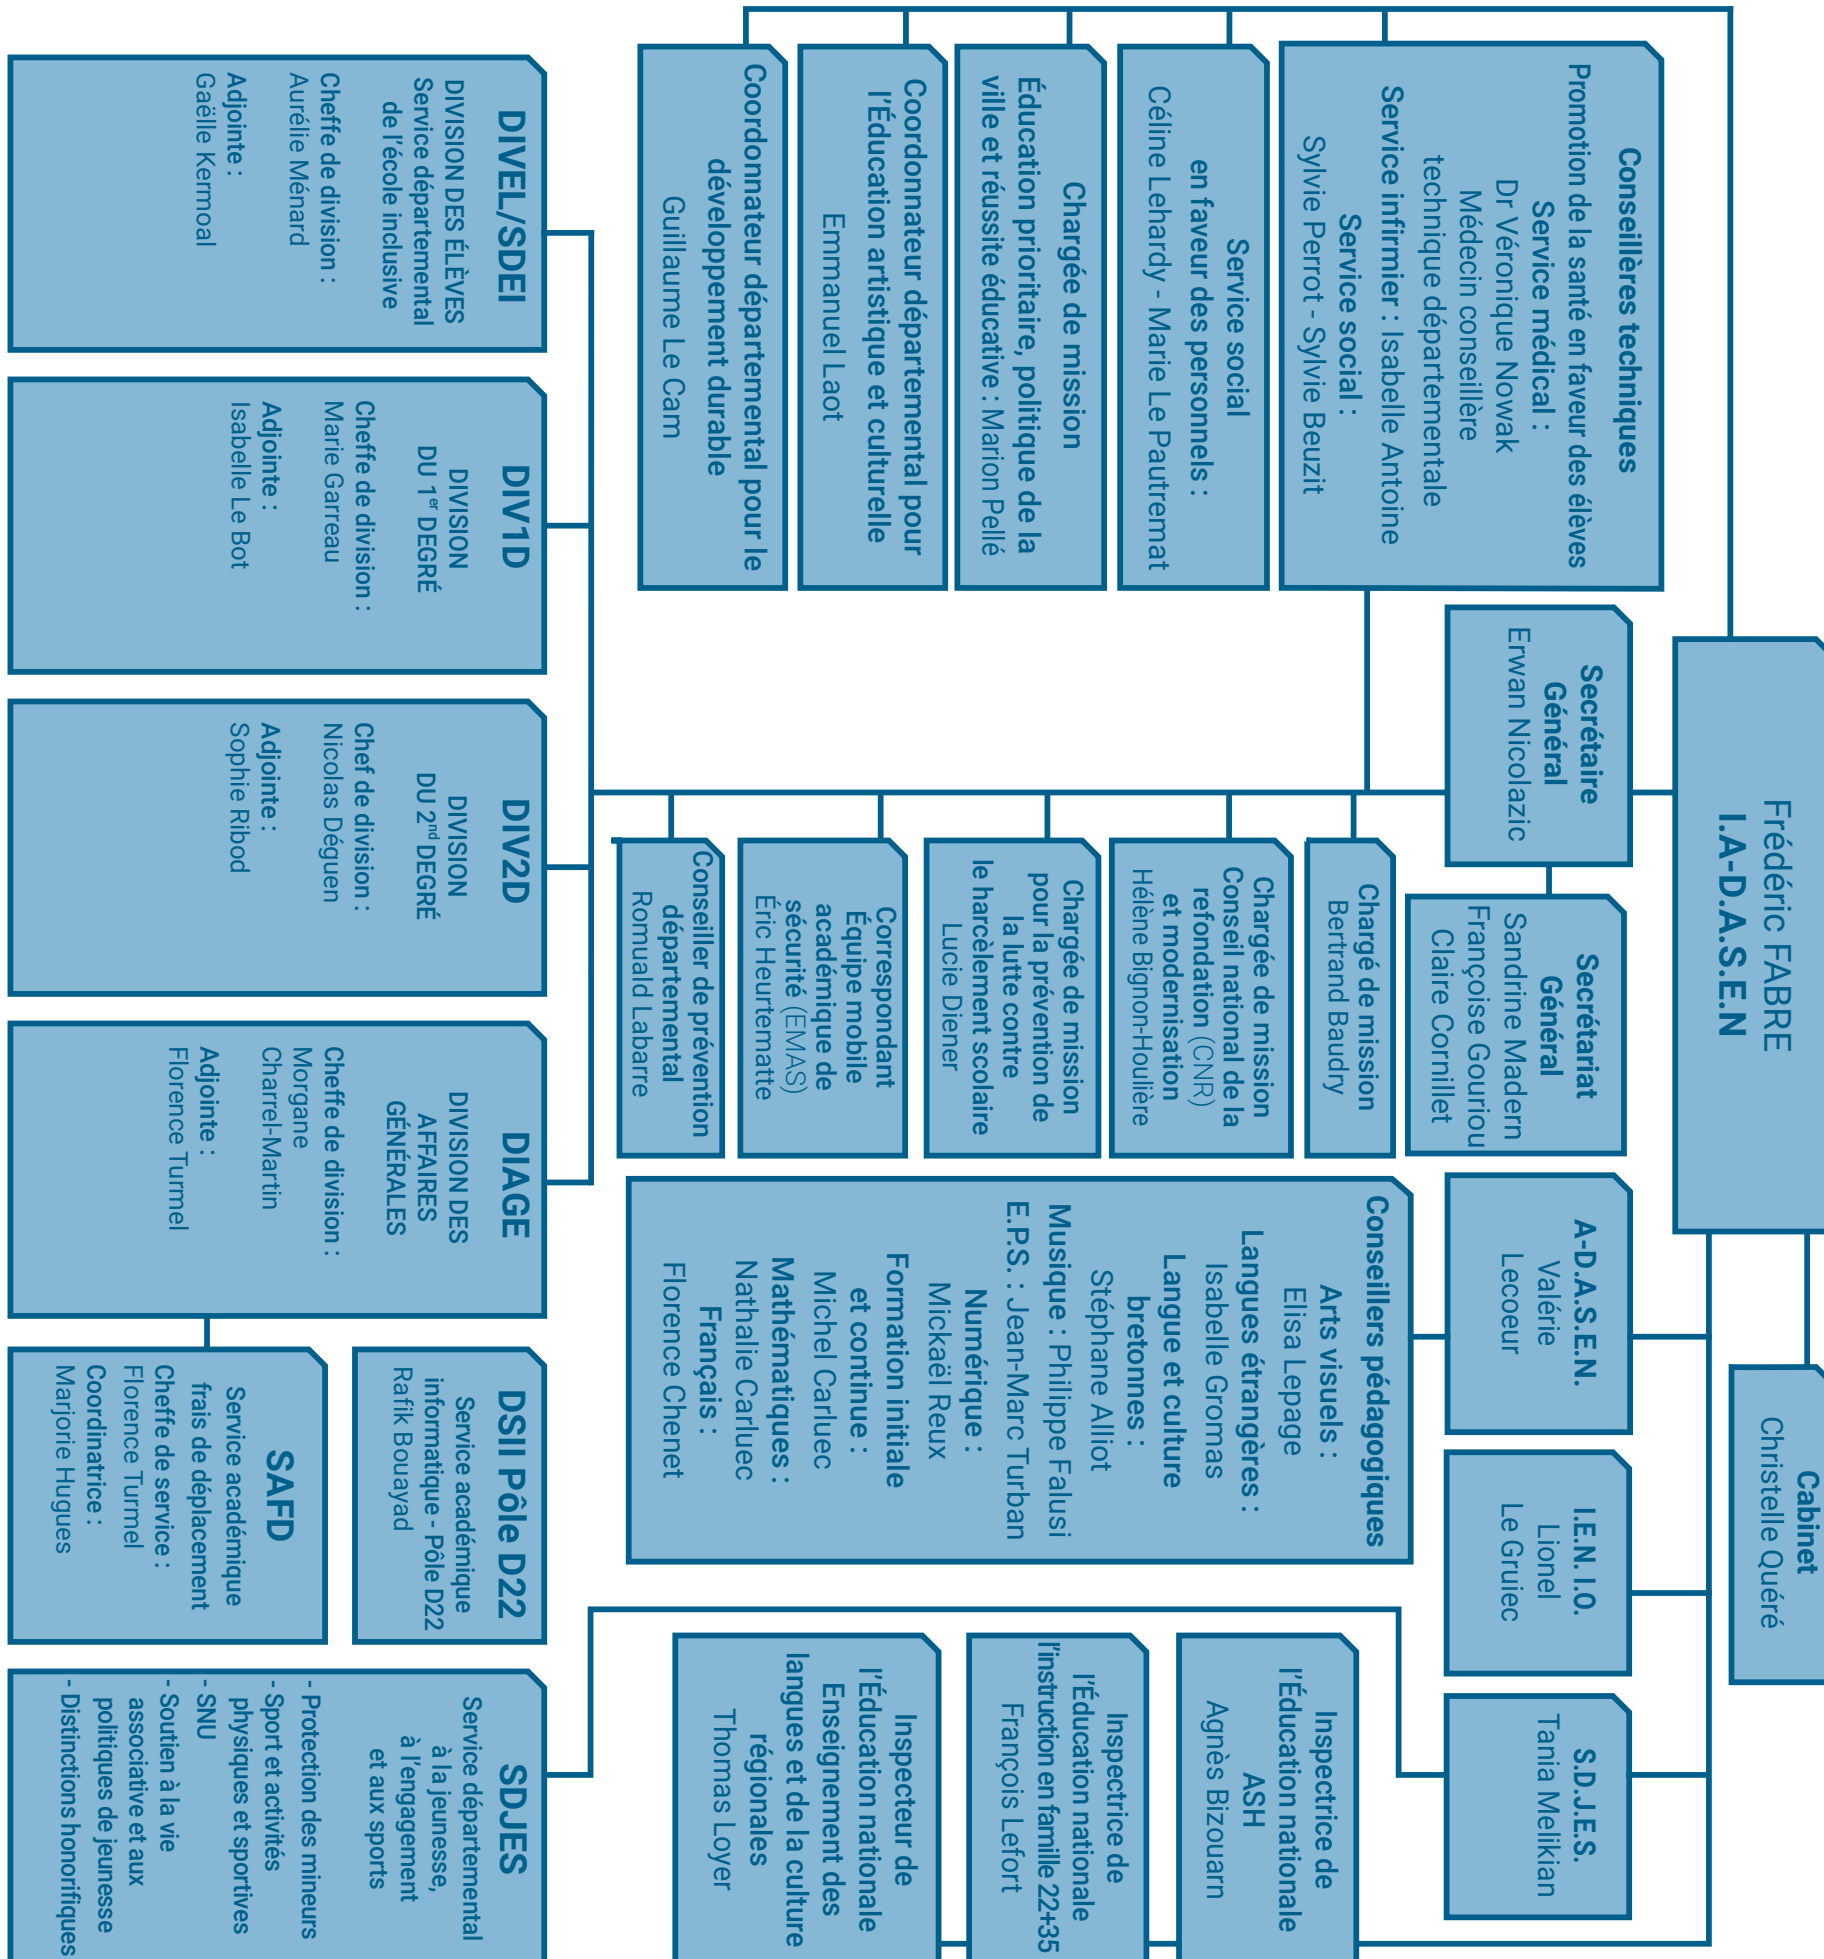 Frédéric FABRE
I.A-D.A.S.E.N
Cabinet
Christelle Quéré
Secrétaire
Général
Erwan Nicolazic
Secrétariat
Général
Sandrine Madern
Françoise Gouriou
Claire Cornillet
A-D.A.S.E.N.
Valérie
Lecoeur
I.E.N. I.O.
Lionel
Le Gruiec
S.D.J.E.S.
Tania Melikian
Conseillères techniques
Promotion de la santé en faveur des élèves
Service médical :
Dr Véronique Nowak
Médecin conseillère
technique départementale
Service infirmier : Isabelle Antoine
Service social :
Sylvie Perrot - Sylvie Beuzit
Service social
en faveur des personnels :
Céline Lehardy - Marie Le Pautremat
Chargée de mission
Éducation prioritaire, politique de la
ville et réussite éducative : Marion Pellé
Coordonnateur départemental pour
l'Éducation artistique et culturelle
Emmanuel Laot
Coordonnateur départemental pour le
développement durable
Guillaume Le Cam
Chargé de mission
Bertrand Baudry
Chargée de mission
Conseil national de la
refondation (CNR)
et modernisation
Hélène Bignon-Houlière
Chargée de mission
pour la prévention de
la lutte contre
le harcèlement scolaire
Lucie Diener
Correspondant
Équipe mobile
académique de
sécurité (EMAS)
Éric Heurtematte
Conseiller de prévention
départemental
Romuald Labarre
Conseillers pédagogiques
Arts visuels :
Elisa Lepage
Langues étrangères :
Isabelle Gromas
Langue et culture
bretonnes :
Stéphane Alliot
Musique : Philippe Falusi
E.P.S. : Jean-Marc Turban
Numérique :
Mickaël Reux
Formation initiale
et continue :
Michel Carluec
Mathématiques :
Nathalie Carluec
Français :
Florence Chenet
Inspectrice de
l'Éducation nationale
ASH
Agnès Bizouarn
Inspectrice de
l'Éducation nationale
l'instruction en famille 22+35
François Lefort
Inspecteur de
l'Éducation nationale
Enseignement des
langues et de la culture
régionales
Thomas Loyer
DIVEL/SDEI
DIVISION DES ÉLÈVES
Service départemental
de l'école inclusive
Cheffe de division :
Aurélie Ménard
Adjointe :
Gaëlle Kermoal
DIV1D
DIVISION
DU 1er DEGRÉ
Cheffe de division :
Marie Garreau
Adjointe :
Isabelle Le Bot
DIV2D
DIVISION
DU 2nd DEGRÉ
Chef de division :
Nicolas Déguen
Adjointe :
Sophie Ribod
DIAGE
DIVISION DES
AFFAIRES
GÉNÉRALES
Cheffe de division :
Morgane
Charrel-Martin
Adjointe :
Florence Turmel
DSII Pôle D22
Service académique
informatique - Pôle D22
Rafik Bouayad
SAFD
Service académique
frais de déplacement
Cheffe de service :
Florence Turmel
Coordinatrice :
Marjorie Hugues
SDJES
Service départemental
à la jeunesse,
à l'engagement
et aux sports
- Protection des mineurs
- Sport et activités
physiques et sportives
- SNU
- Soutien à la vie
associative et aux
politiques de jeunesse
- Distinctions honorifiques